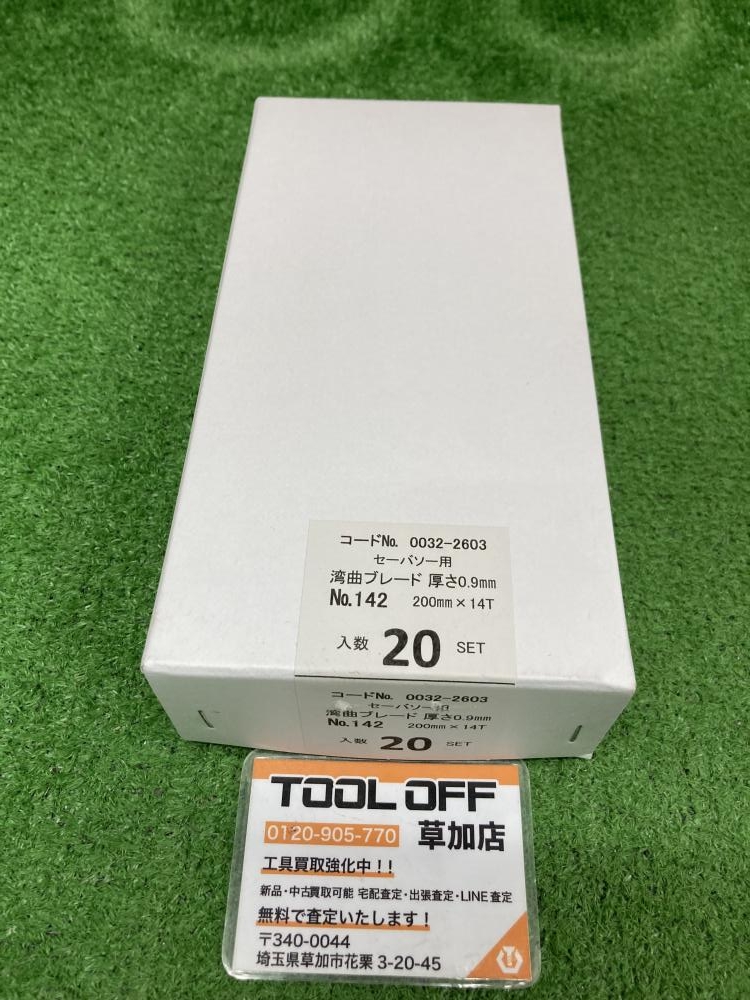 コードNo. 0032-2603
セーバソー用
湾曲ブレード 厚さ0.9mm
No.142 200mm×14T
入数 20 SET
コードNo. 0032-2603
セーバソー用
湾曲ブレード 厚さ0.9mm
No.142 200mm×14T
入数 20 SET
TOOL OFF
0120-905-770 草加店
工具買取強化中!!
新品・中古買取可能 宅配査定・出張査定・LINE査定
無料で査定いたします!
〒340-0044
埼玉県草加市花栗 3-20-45